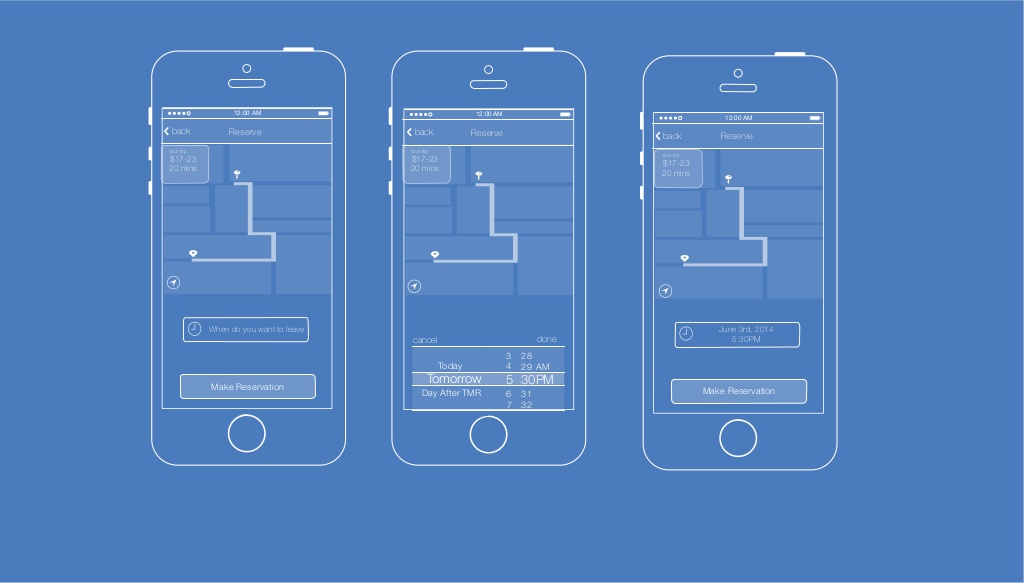 12:00 AM
back
Reserve
Your trip
$17-23
20 mins
When do you want to leave
Make Reservation
12:00 AM
back
Reserve
Your trip
$17-23
20 mins
cancel done
3 28
Today 4 29 AM
Tomorrow 5 30PM
Day After TMR 6 31
7 32
12:00 AM
back
Reserve
Your trip
$17-23
20 mins
June 3rd, 2014
5:30PM
Make Reservation